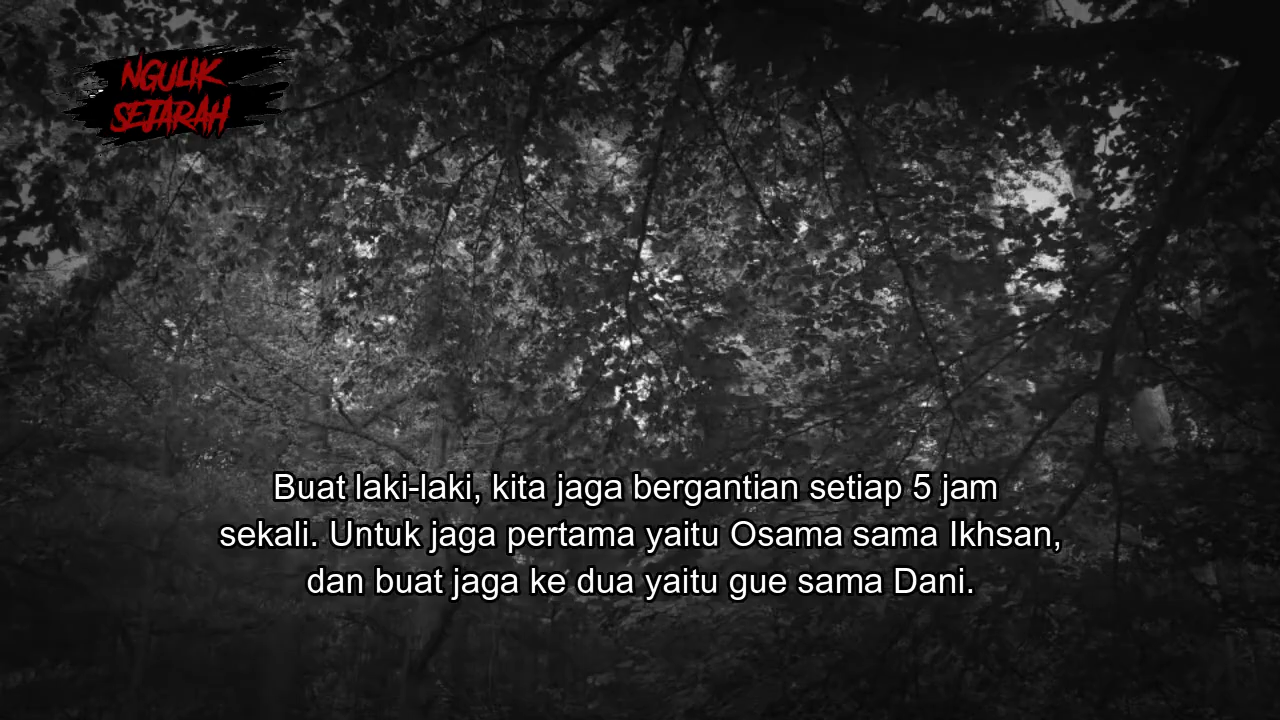 NGULIK
SEJARAH
Buat laki-laki, kita jaga bergantian setiap 5 jam
sekali. Untuk jaga pertama yaitu Osama sama Ikhsan,
dan buat jaga ke dua yaitu gue sama Dani.